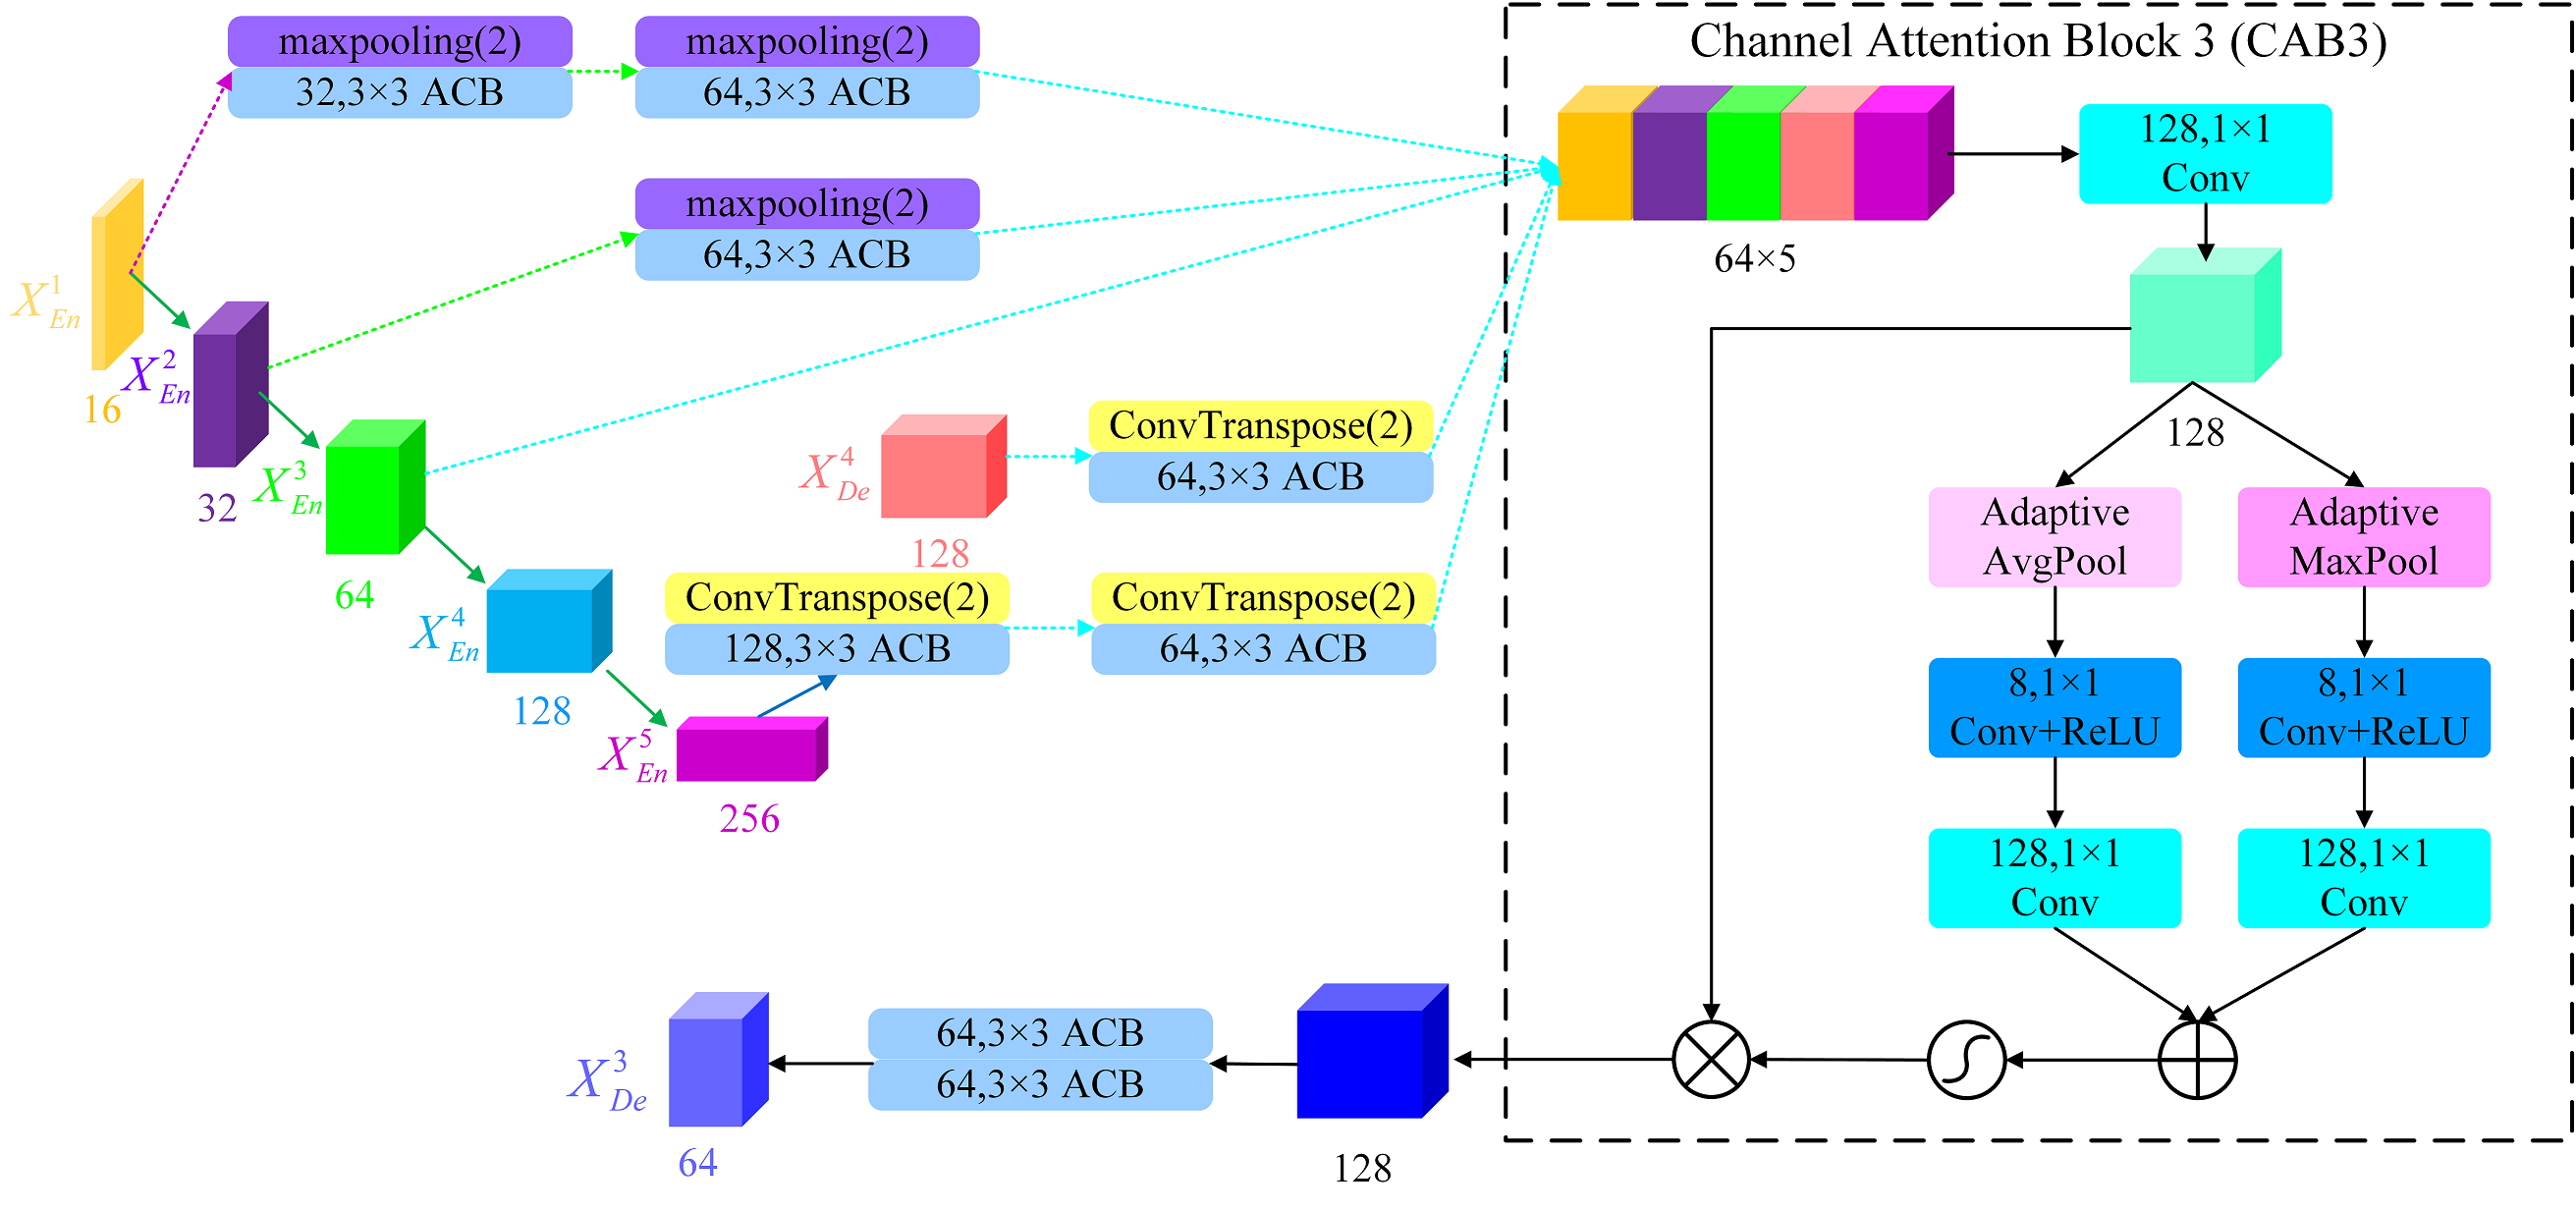 Channel Attention Block 3 (CAB3)
maxpooling(2)
32,3×3 ACB
maxpooling(2)
64,3×3 ACB
maxpooling(2)
64,3×3 ACB
128,1×1
Conv
64×5
X^1_{En}
16
X^2_{En}
32
X^3_{En}
64
X^4_{En}
128
X^5_{En}
256
X^4_{De}
128
ConvTranspose(2)
64,3×3 ACB
ConvTranspose(2)
128,3×3 ACB
ConvTranspose(2)
64,3×3 ACB
128
Adaptive
AvgPool
Adaptive
MaxPool
8,1×1
Conv+ReLU
8,1×1
Conv+ReLU
128,1×1
Conv
128,1×1
Conv
X^3_{De}
64
64,3×3 ACB
64,3×3 ACB
128